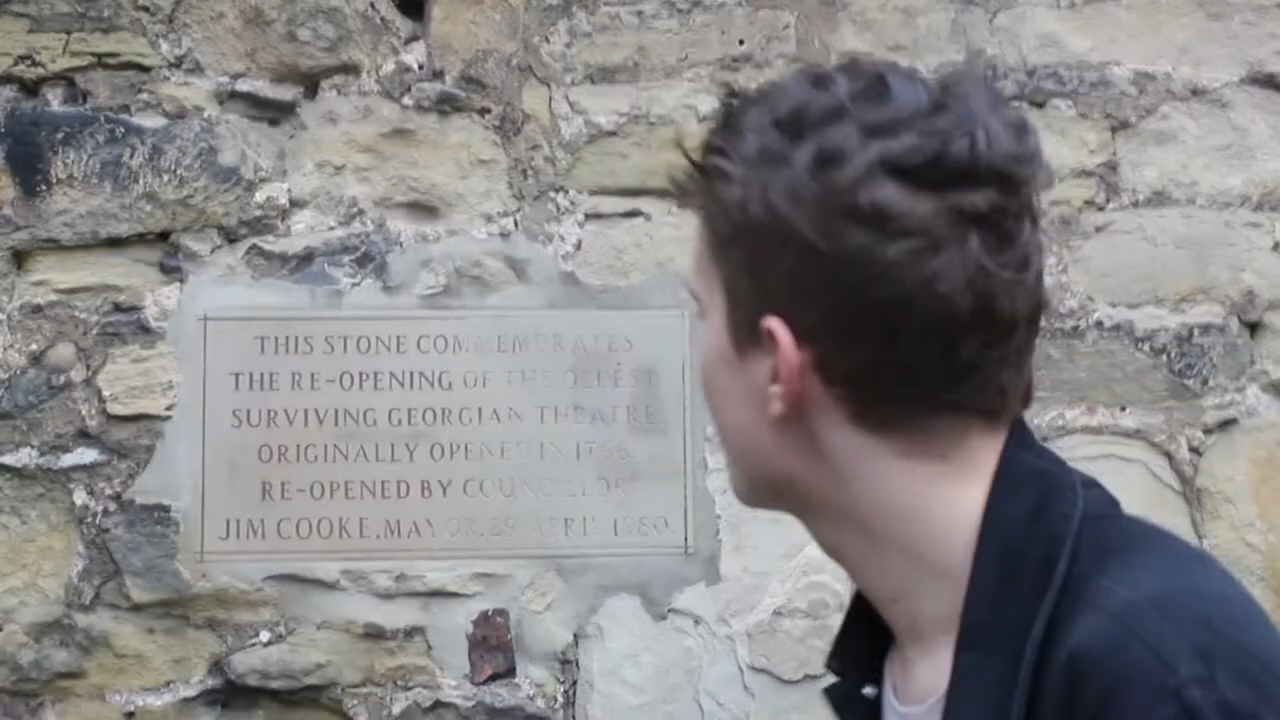 THIS STONE COMMEMORATES
THE RE-OPENING OF THE OLDEST
SURVIVING GEORGIAN THEATRE.
ORIGINALLY OPENED IN 1766.
RE-OPENED BY COUNCILLOR
JIM COOKE, MAYOR. 29 APRIL 1980.